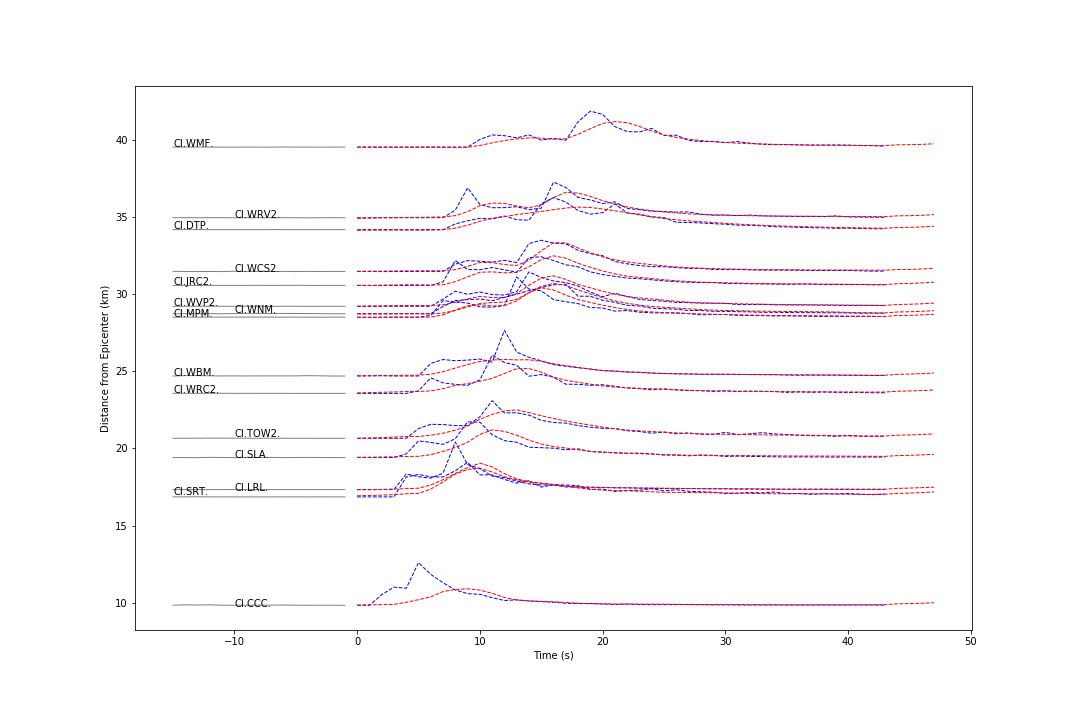 40
CI.WMF.
35
CI.WRV2.
CI.DTP.
CI.WCS2.
CI.JRC2.
30
CI.WVP2.
CI.WNM.
CI.MPM.
25
CI.WBM.
CI.WRC2.
CI.TOW2.
20
CI.SLA.
CI.LRL.
CI.SRT.
15
10
CI.CCC.
Distance from Epicenter (km)
−10 0 10 20 30 40 50
Time (s)